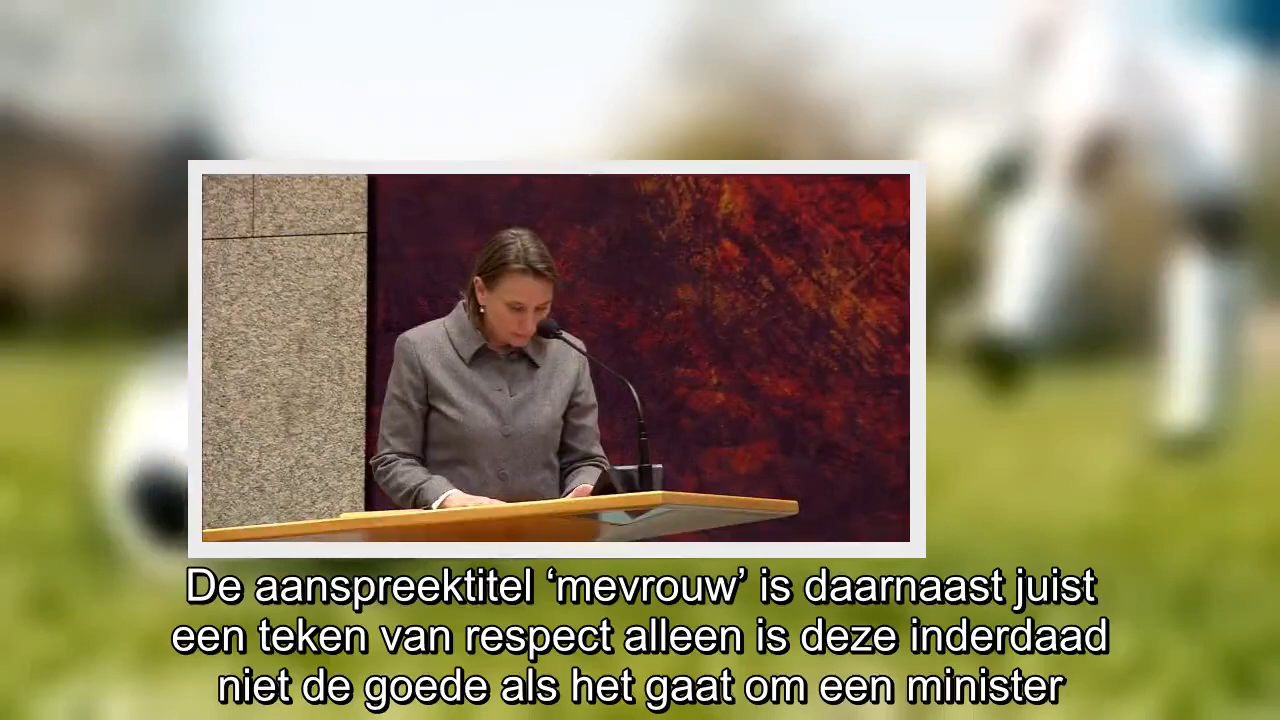 De aanspreektitel ‘mevrouw’ is daarnaast juist
een teken van respect alleen is deze inderdaad
niet de goede als het gaat om een minister